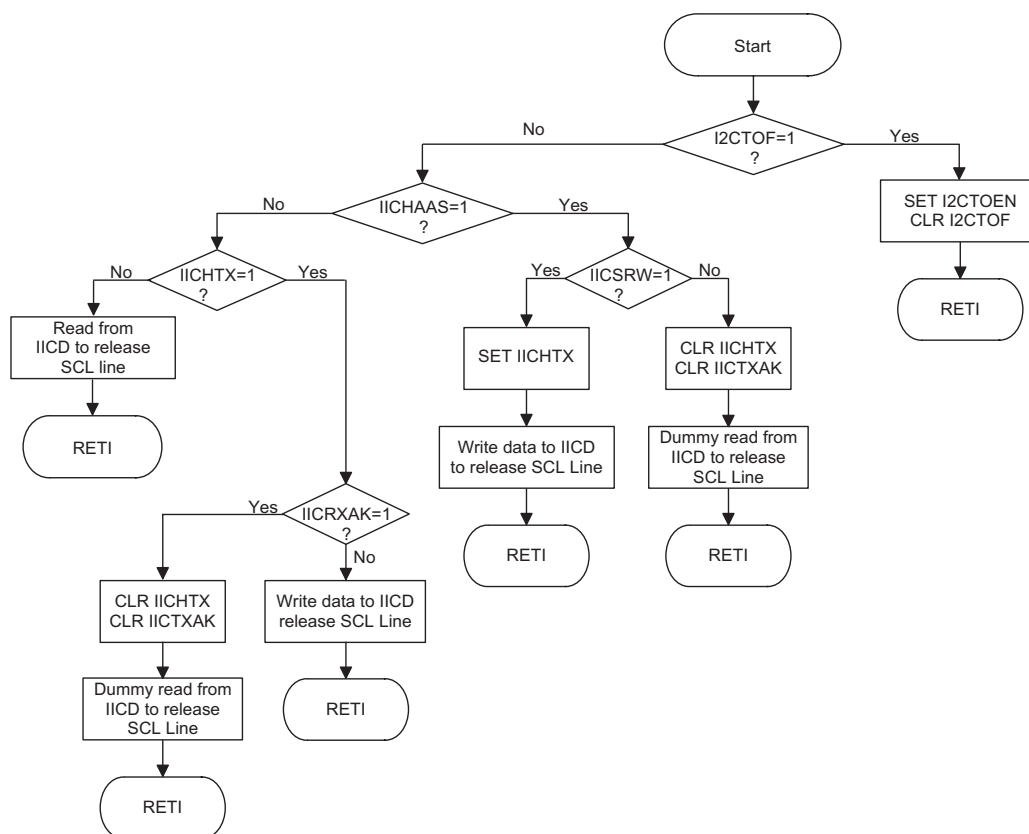 Start
I2CTOF=1
?
No
Yes
SET I2CTOEN
CLR I2CTOF
RETI
IICHAAS=1
?
No
Yes
IICHTX=1
?
No
Yes
IICSRW=1
?
Yes
No
Read from
IICD to release
SCL line
RETI
SET IICHTX
CLR IICHTX
CLR IICTXAK
Write data to IICD
to release SCL Line
Dummy read from
IICD to release
SCL Line
RETI
RETI
IICRXAK=1
?
Yes
No
CLR IICHTX
CLR IICTXAK
Write data to IICD
release SCL Line
Dummy read from
IICD to release
SCL Line
RETI
RETI